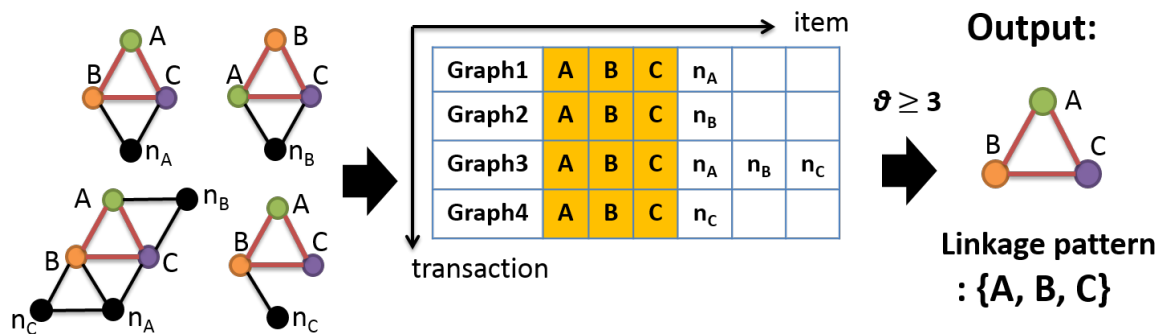 A
B
C
n_A
B
A
C
n_B
A
n_B
B
C
n_C
n_A
A
B
C
n_C
item
transaction
Graph1 A B C n_A
Graph2 A B C n_B
Graph3 A B C n_A n_B n_C
Graph4 A B C n_C
ϑ ≥ 3
Output:
A
B
C
Linkage pattern
: {A, B, C}